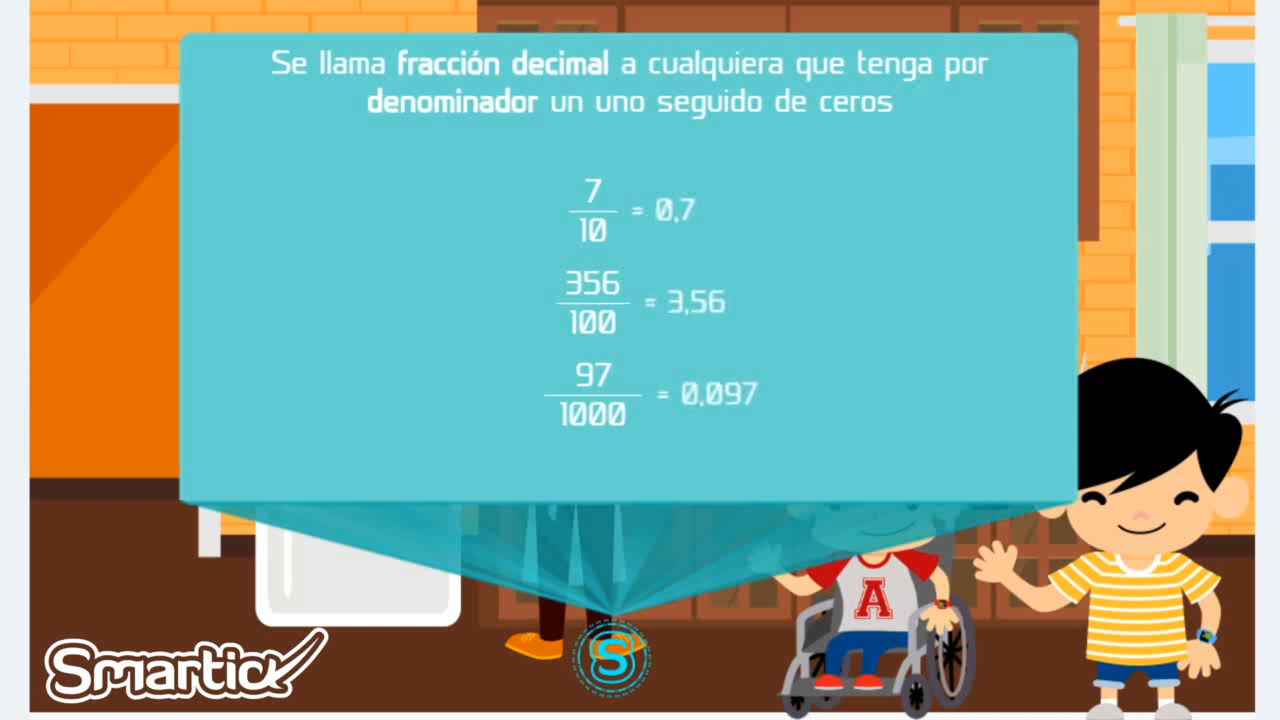 Se llama fracción decimal a cualquiera que tenga por
denominador un uno seguido de ceros
7
10
= 0,7
356
100
= 3,56
97
1000
= 0,097
A
S
Smartick